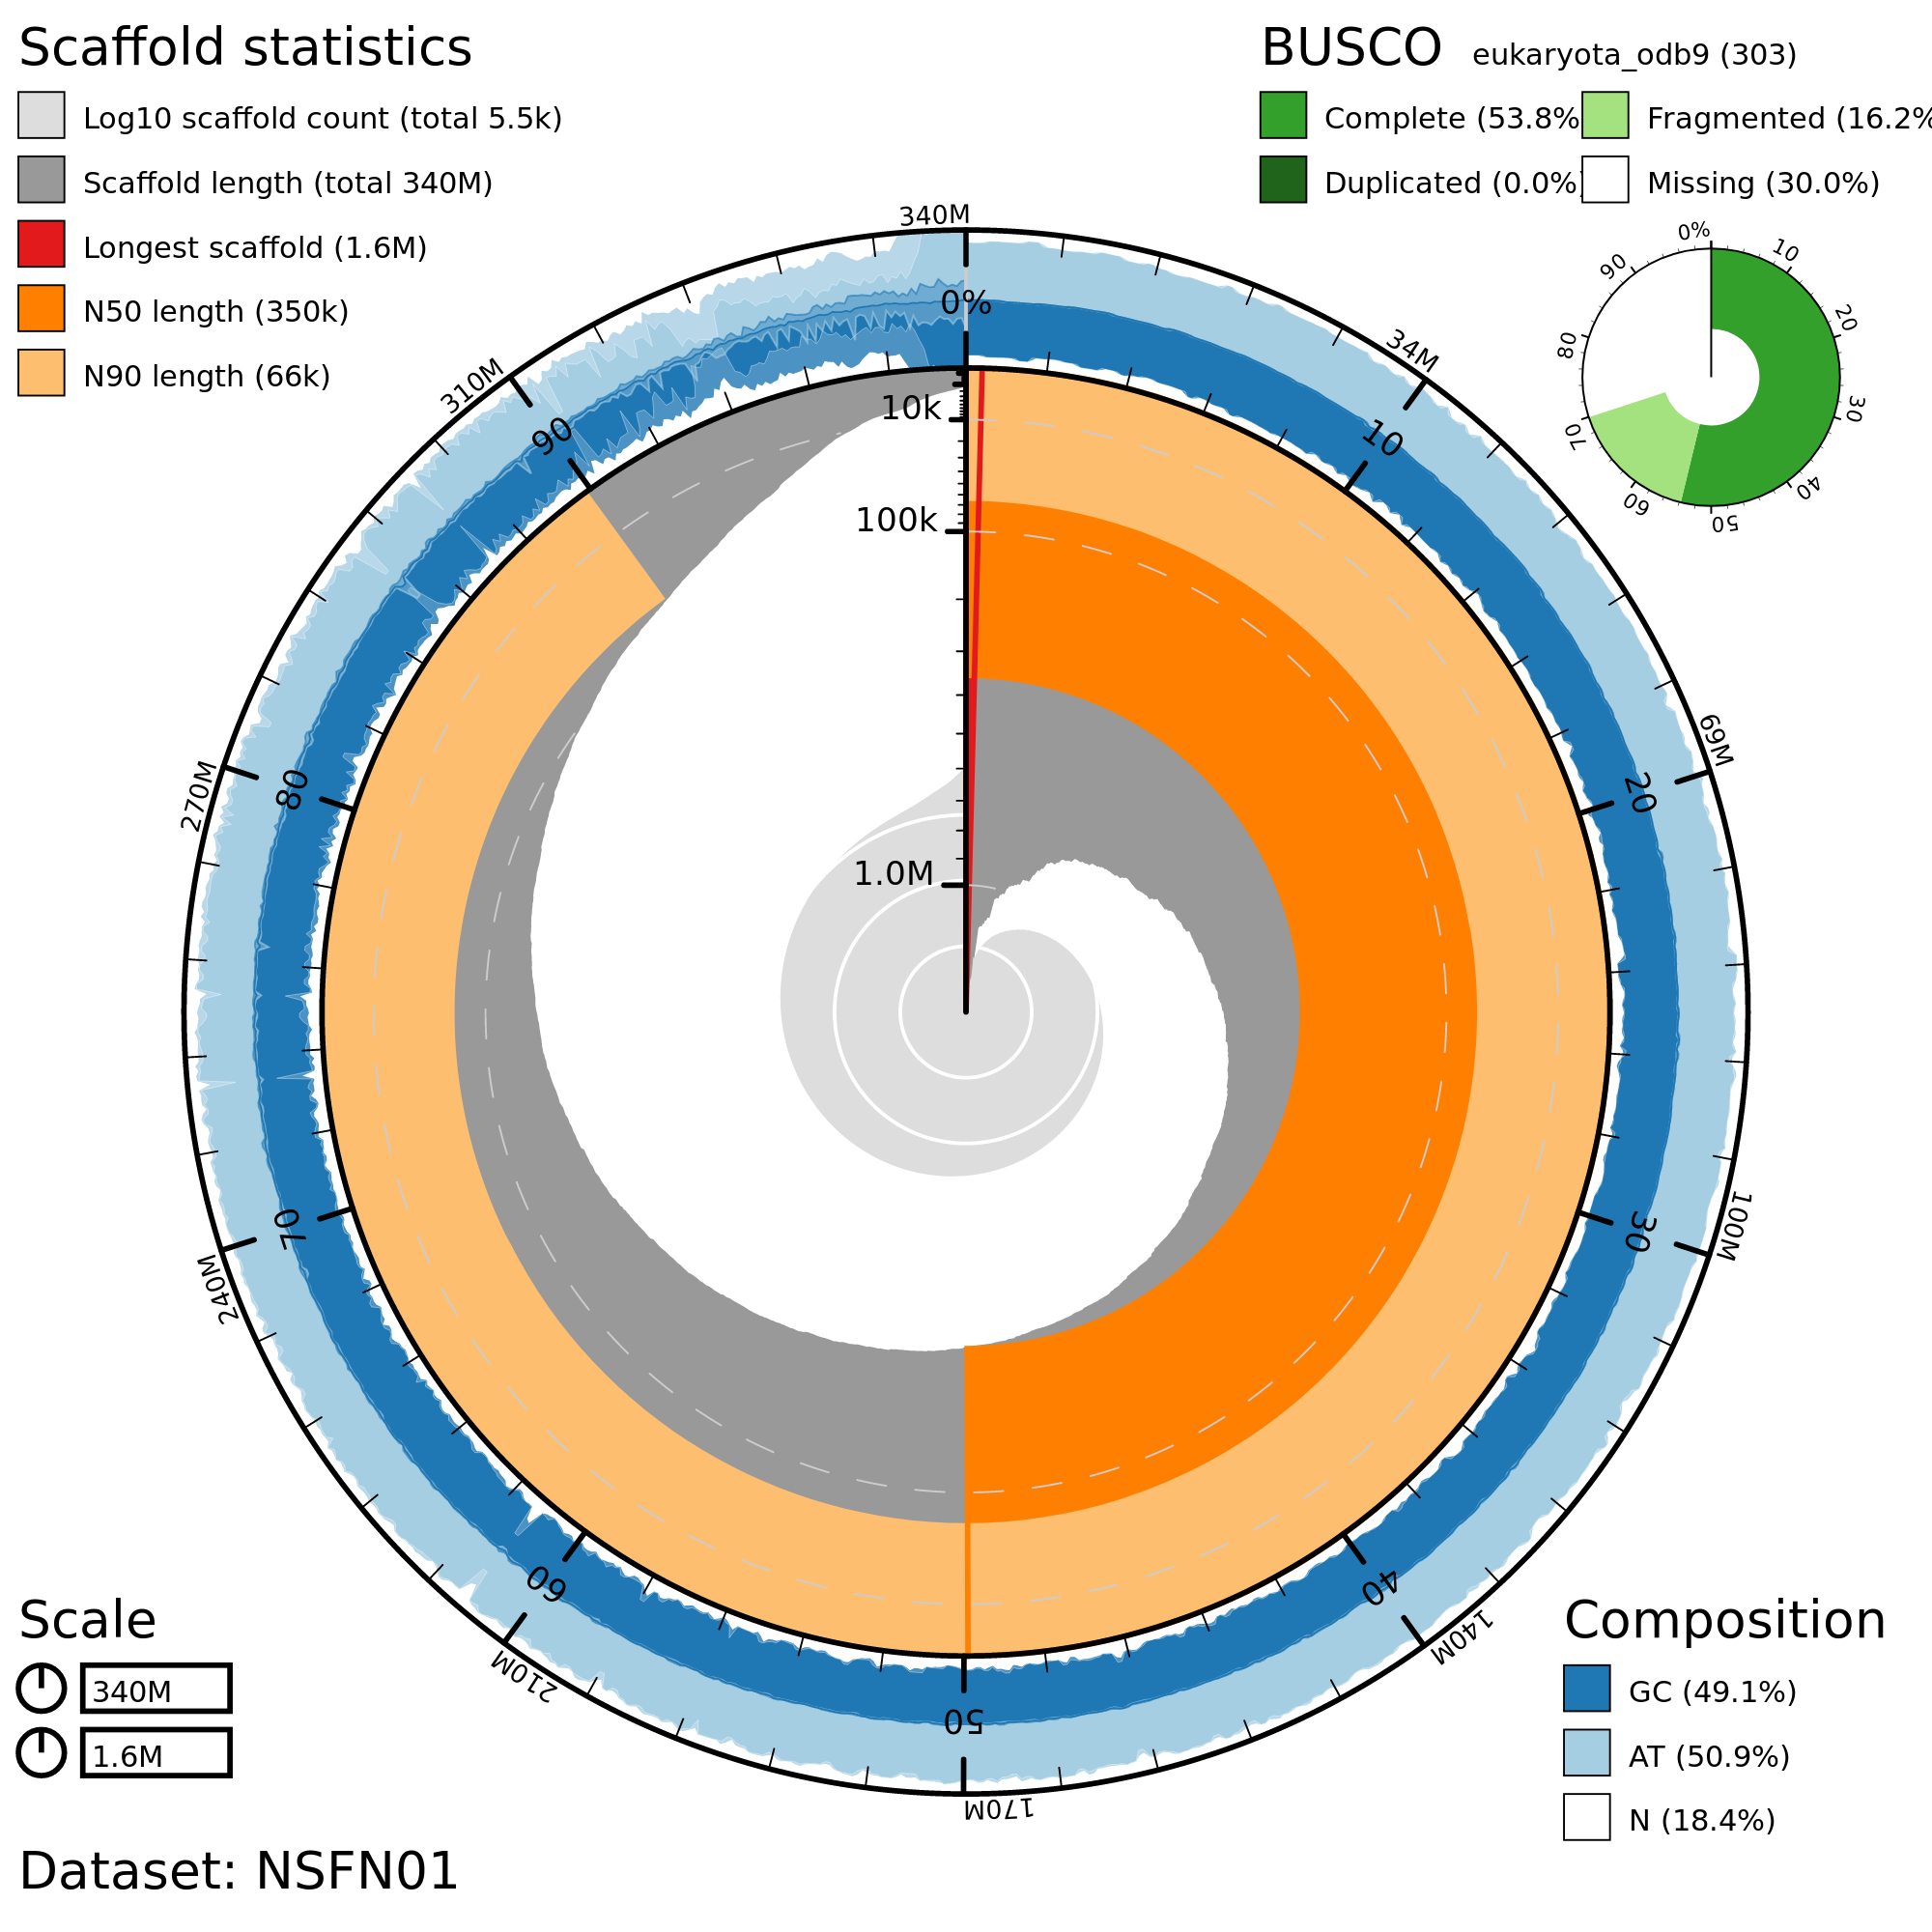 Scaffold statistics
Log10 scaffold count (total 5.5k)
Scaffold length (total 340M)
Longest scaffold (1.6M)
N50 length (350k)
N90 length (66k)
BUSCO eukaryota_odb9 (303)
Complete (53.8% Fragmented (16.2%
Duplicated (0.0%) Missing (30.0%)
0%
10
20
30
40
50
60
70
80
90
340M
34M
69M
100M
140M
170M
210M
240M
270M
310M
0%
10
20
30
40
50
60
70
80
90
10k
100k
1.0M
Scale
340M
1.6M
Composition
GC (49.1%)
AT (50.9%)
N (18.4%)
Dataset: NSFN01